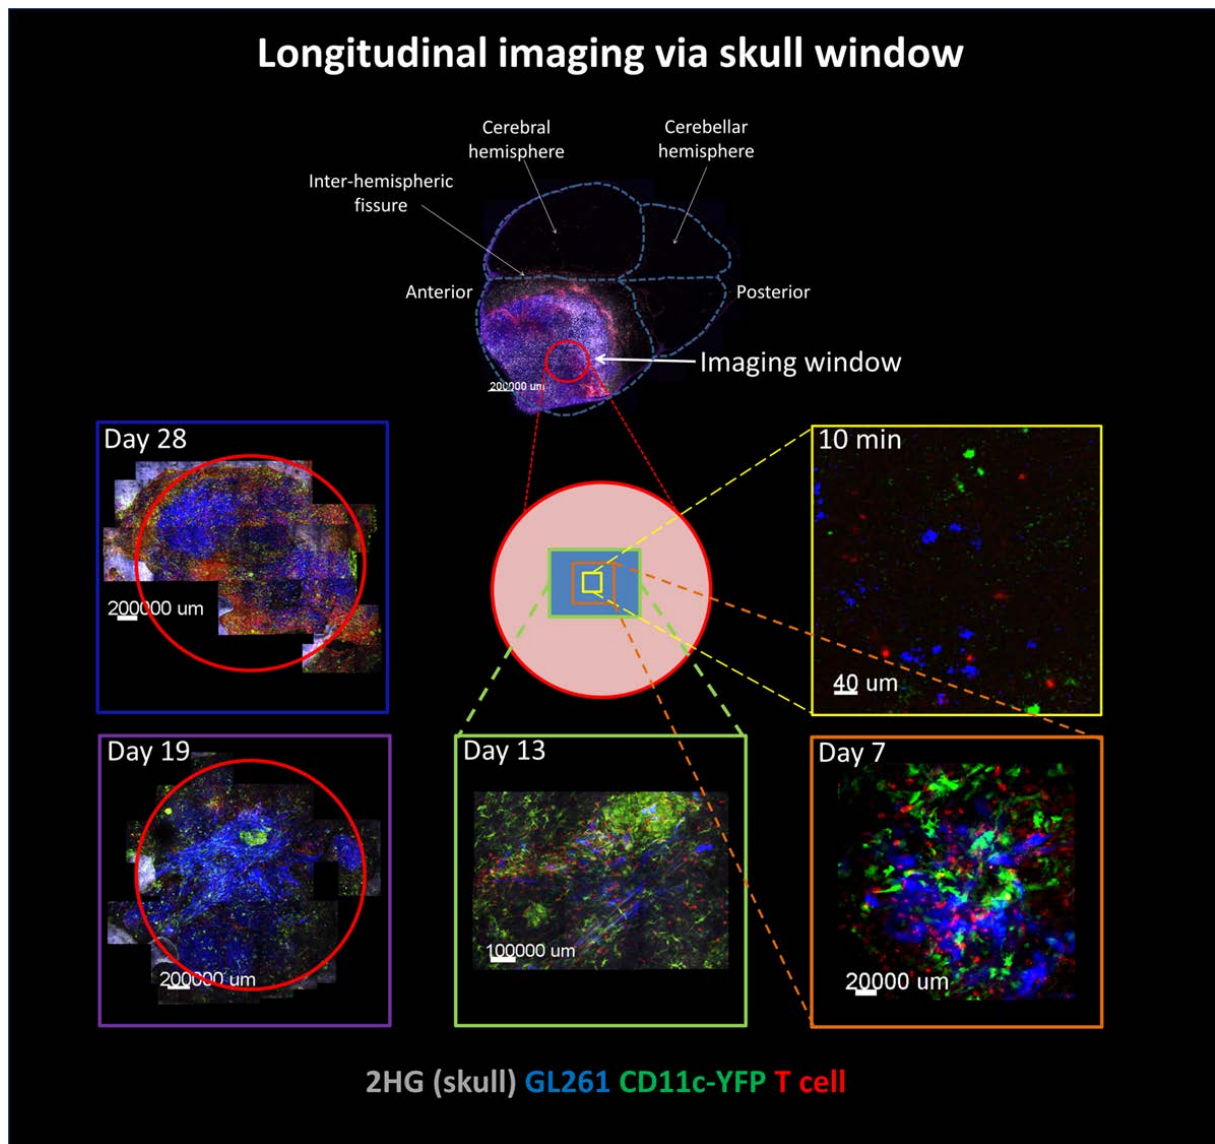 Longitudinal imaging via skull window
Cerebral
hemisphere
Cerebellar
hemisphere
Inter-hemispheric
fissure
Anterior
Posterior
Imaging window
200000 um
Day 28
200000 um
10 min
40 um
Day 19
200000 um
Day 13
100000 um
Day 7
20000 um
2HG (skull) GL261 CD11c-YFP T cell